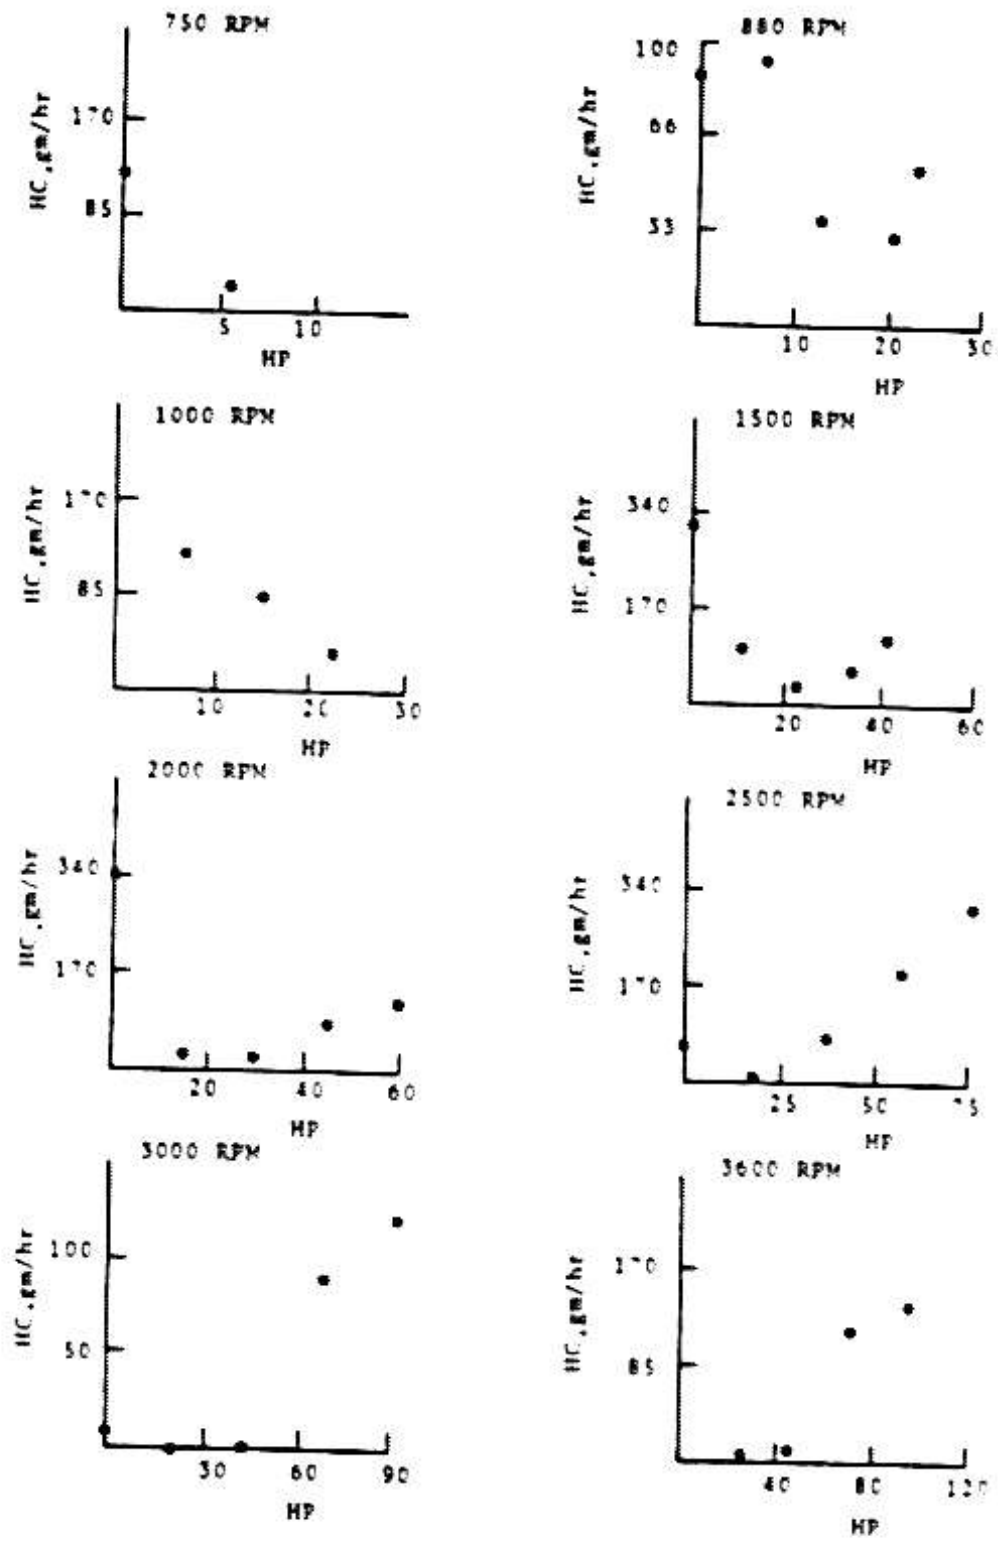 750 RPM
HC,gm/hr
170
85
5 10
HP
880 RPM
HC,gm/hr
100
66
33
10 20 30
HP
1000 RPM
HC,gm/hr
170
85
10 20 30
HP
1500 RPM
HC,gm/hr
340
170
20 40 60
HP
2000 RPM
HC,gm/hr
340
170
20 40 60
HP
2500 RPM
HC,gm/hr
340
170
25 50 75
HP
3000 RPM
HC,gm/hr
100
50
30 60 90
HP
3600 RPM
HC,gm/hr
170
85
40 80 120
HP